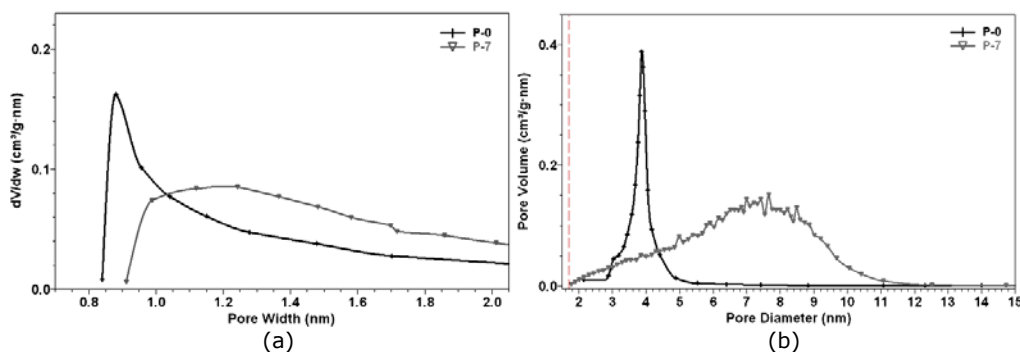 P-0
P-7
0.2
0.1
0.0
dV/dw (cm³/g·nm)
0.8 1.0 1.2 1.4 1.6 1.8 2.0
Pore Width (nm)
(a)
P-0
P-7
0.4
0.2
0.0
Pore Volume (cm³/g·nm)
2 3 4 5 6 7 8 9 10 11 12 13 14 15
Pore Diameter (nm)
(b)